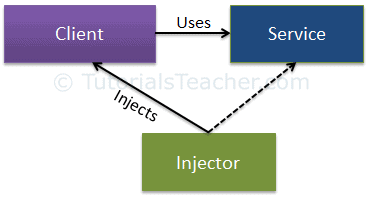 Uses
Client
Service
© TutorialsTeacher.com
Injects
Injector